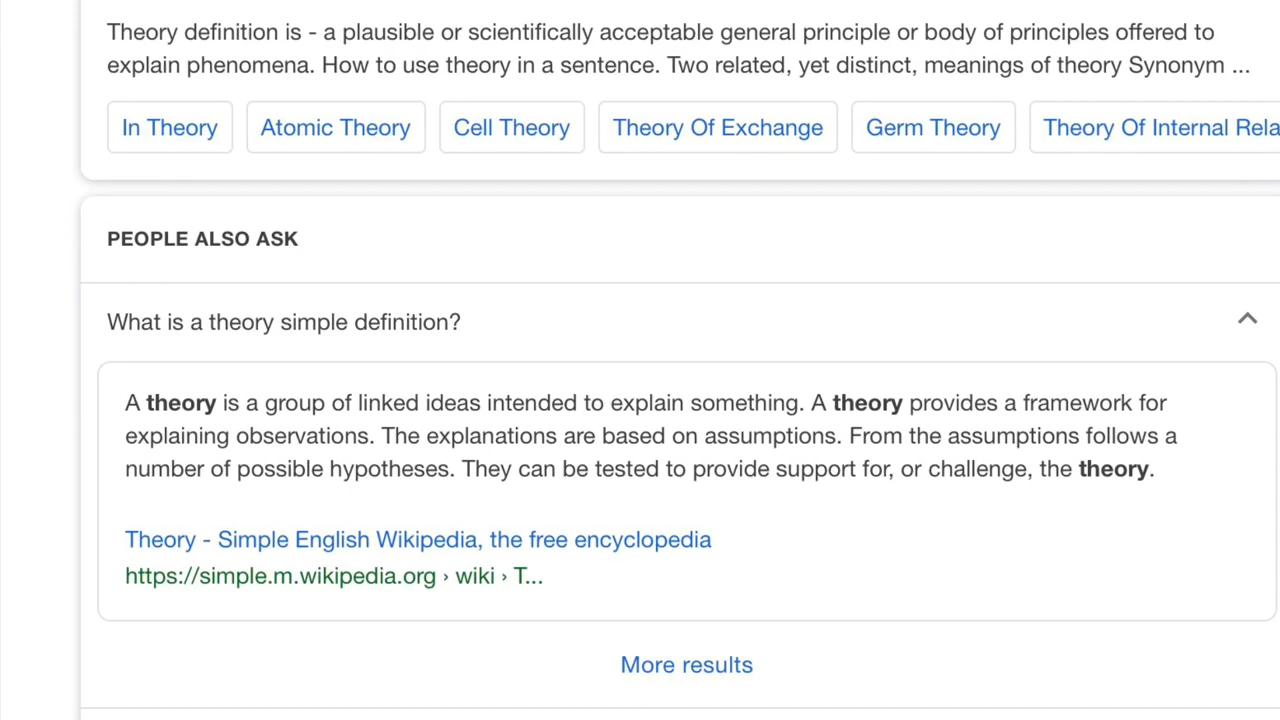 Theory definition is - a plausible or scientifically acceptable general principle or body of principles offered to
explain phenomena. How to use theory in a sentence. Two related, yet distinct, meanings of theory Synonym ...
In Theory Atomic Theory Cell Theory Theory Of Exchange Germ Theory Theory Of Internal
PEOPLE ALSO ASK
What is a theory simple definition?
A theory is a group of linked ideas intended to explain something. A theory provides a framework for
explaining observations. The explanations are based on assumptions. From the assumptions follows a
number of possible hypotheses. They can be tested to provide support for, or challenge, the theory.
Theory - Simple English Wikipedia, the free encyclopedia
https://simple.m.wikipedia.org › wiki › T...
More results